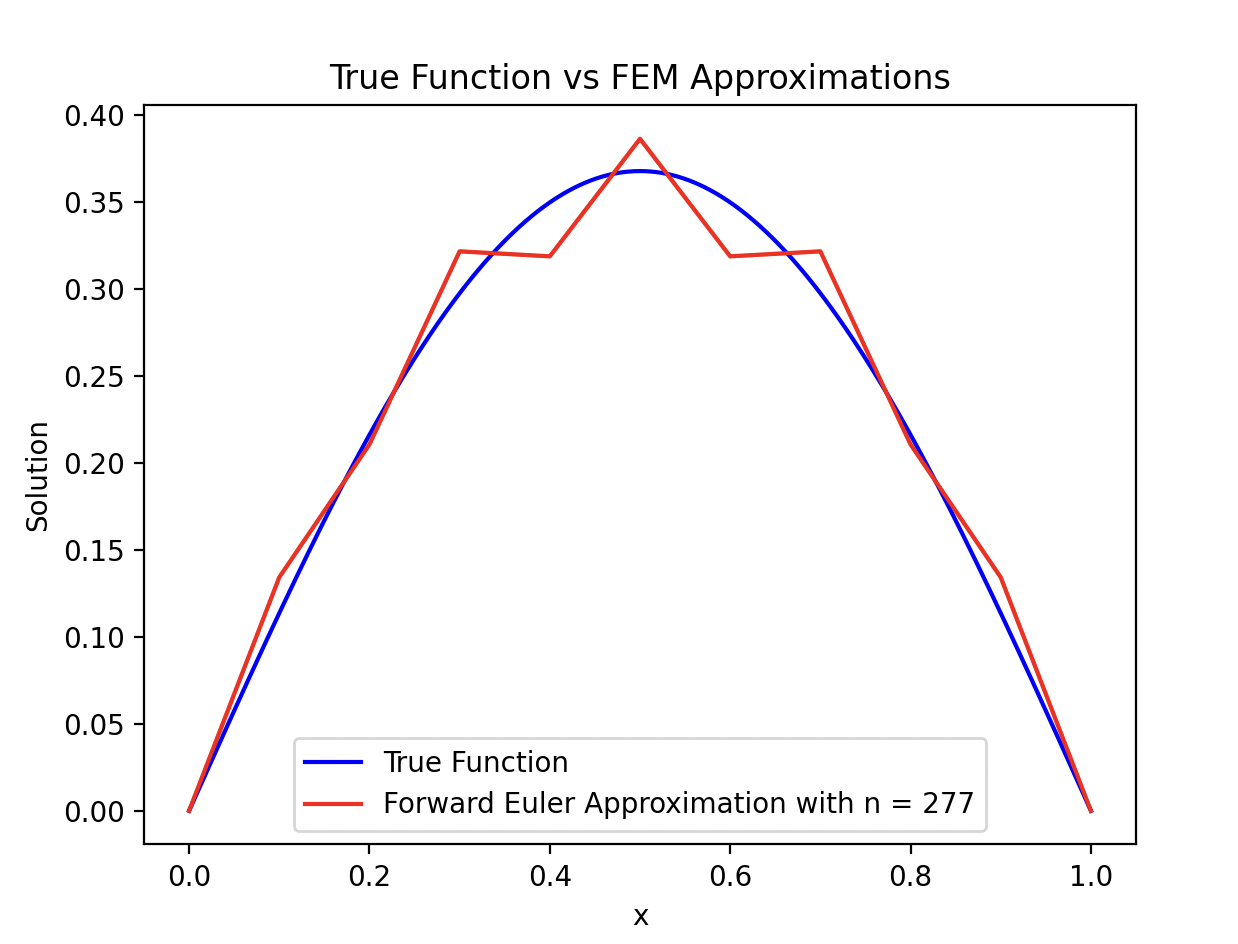 True Function vs FEM Approximations
0.40
0.35
0.30
0.25
0.20
0.15
0.10
0.05
0.00
Solution
True Function
Forward Euler Approximation with n = 277
0.0 0.2 0.4 0.6 0.8 1.0
x